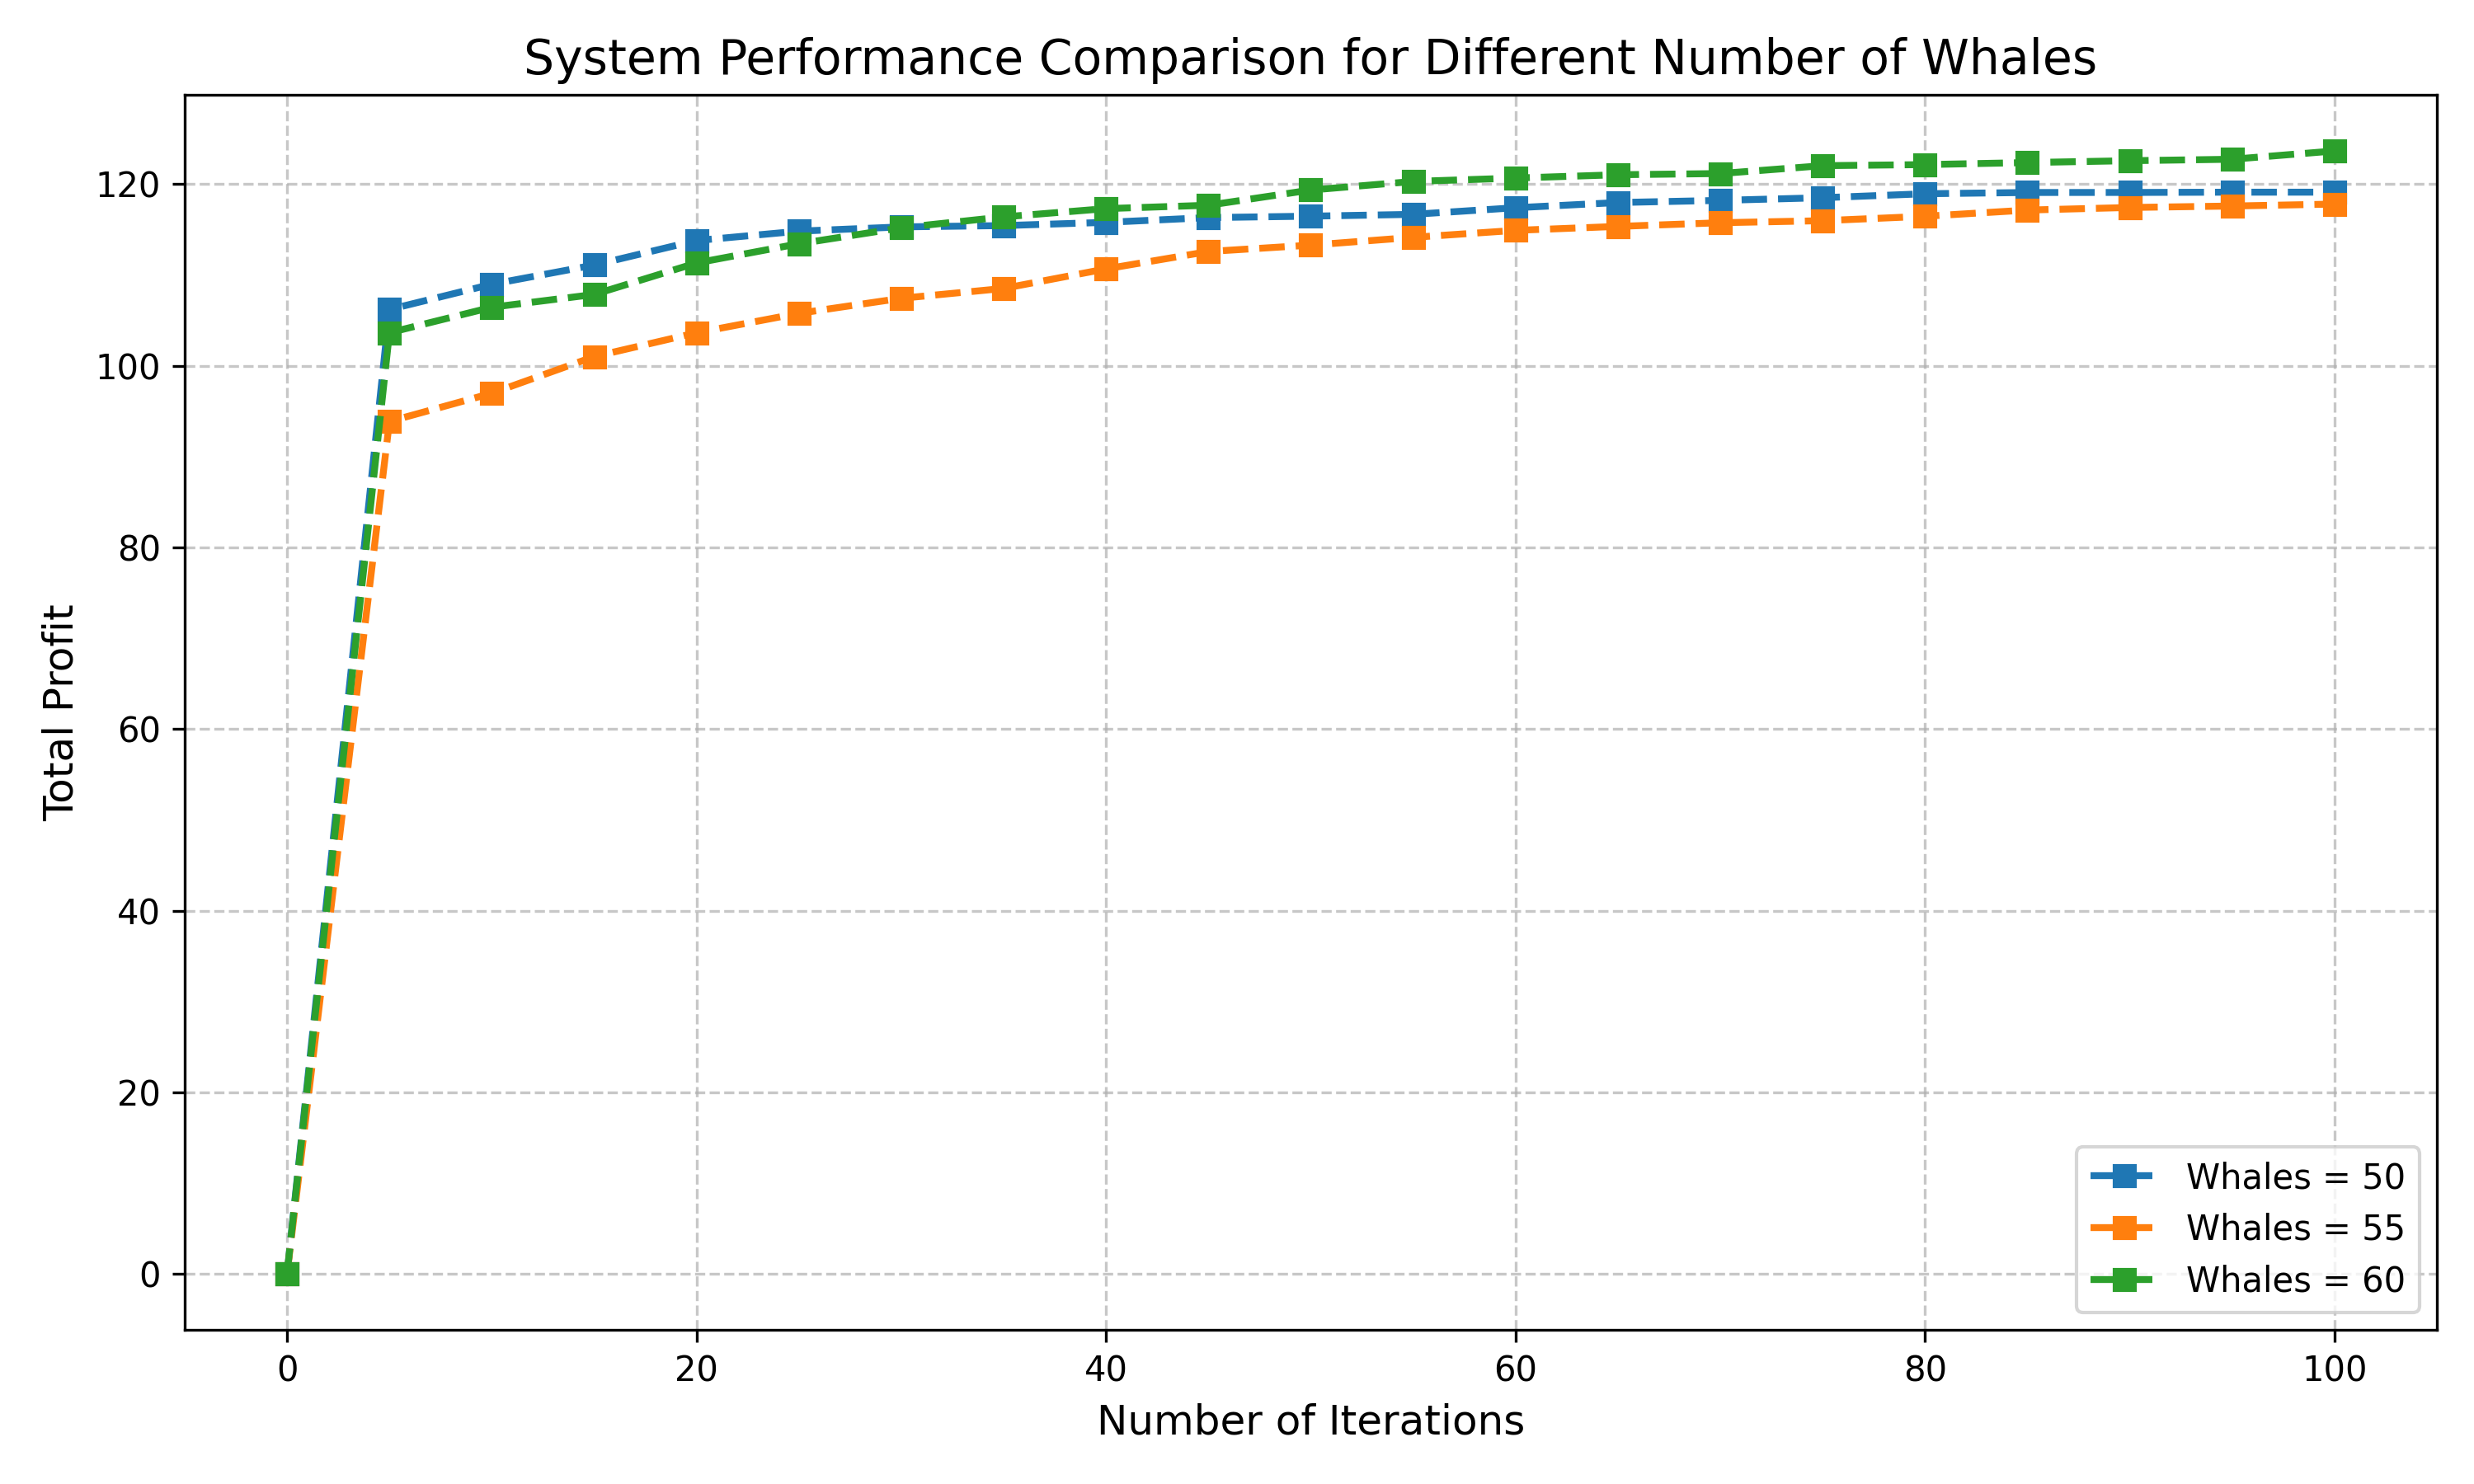 System Performance Comparison for Different Number of Whales
Total Profit
120
100
80
60
40
20
0
0 20 40 60 80 100
Number of Iterations
Whales = 50
Whales = 55
Whales = 60